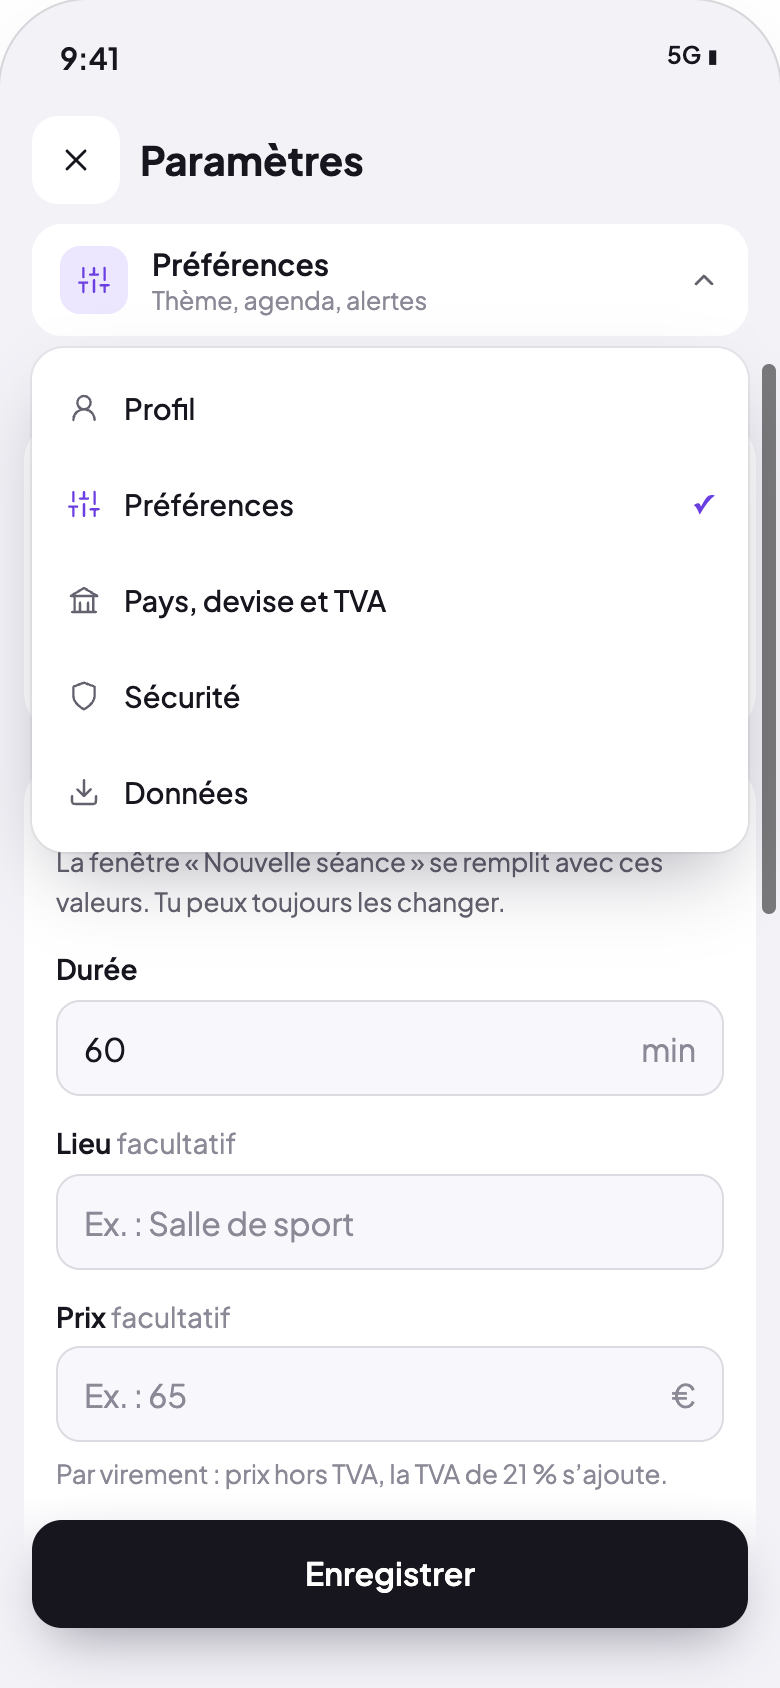 9:41
5G
Paramètres
Préférences
Thème, agenda, alertes
Profil
Préférences
Pays, devise et TVA
Sécurité
Données
La fenêtre « Nouvelle séance » se remplit avec ces
valeurs. Tu peux toujours les changer.
Durée
60 min
Lieu facultatif
Ex. : Salle de sport
Prix facultatif
Ex. : 65 €
Par virement : prix hors TVA, la TVA de 21 % s’ajoute.
Enregistrer